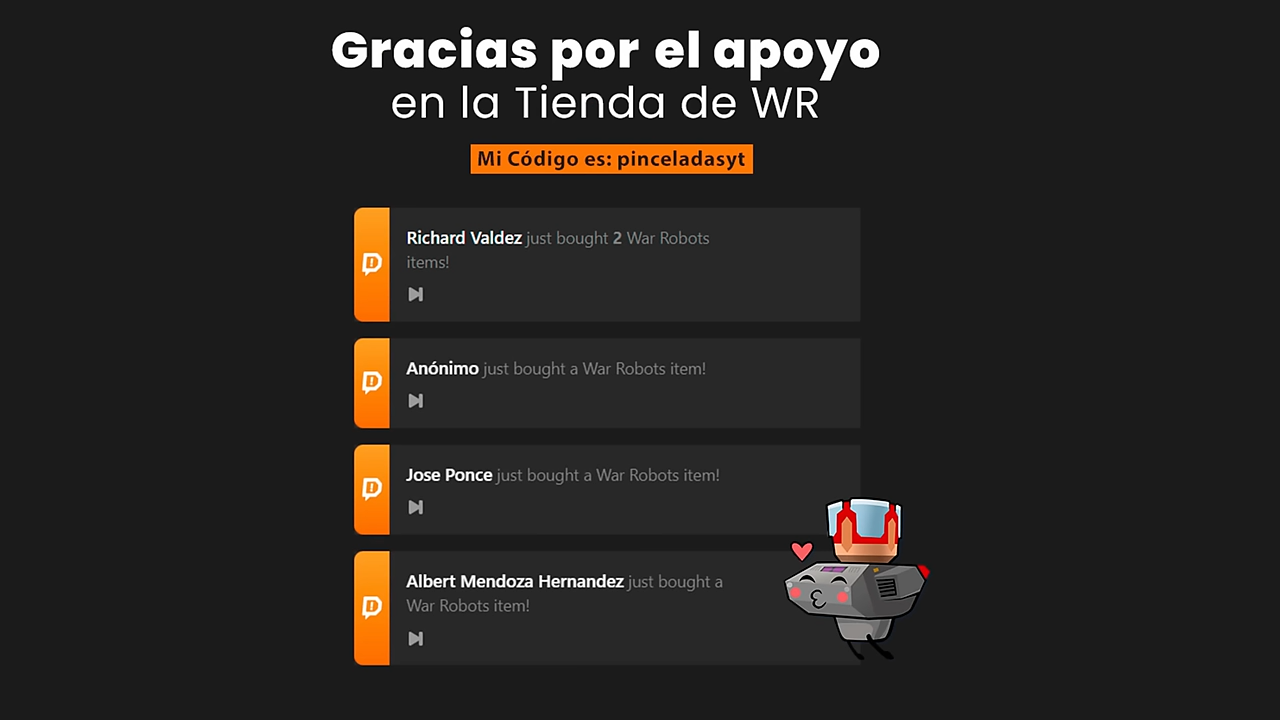 Gracias por el apoyo
en la Tienda de WR
Mi Código es: pinceladasyt
Richard Valdez just bought 2 War Robots
items!
Anónimo just bought a War Robots item!
Jose Ponce just bought a War Robots item!
Albert Mendoza Hernandez just bought a
War Robots item!